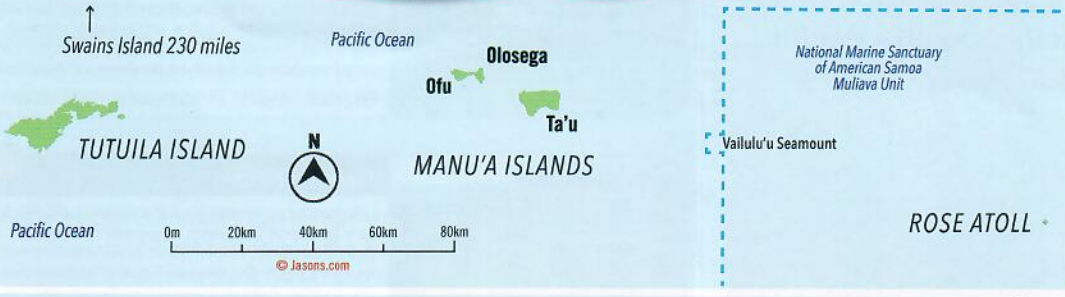 Swains Island 230 miles
Pacific Ocean
Olosega
Ofu
Ta'u
TUTUILA ISLAND
N
MANU'A ISLANDS
National Marine Sanctuary
of American Samoa
Muliava Unit
Vailulu'u Seamount
ROSE ATOLL
Pacific Ocean
0m 20km 40km 60km 80km
© Jasons.com